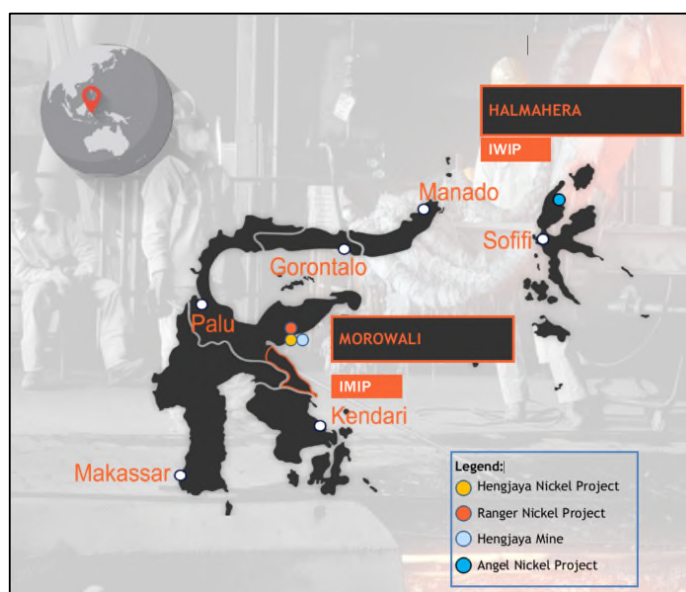 HALMAHERA
IWIP
Manado
Sofifi
Gorontalo
Palu
MOROWALI
IMIP
Kendari
Makassar
Legend:
Hengjaya Nickel Project
Ranger Nickel Project
Hengjaya Mine
Angel Nickel Project